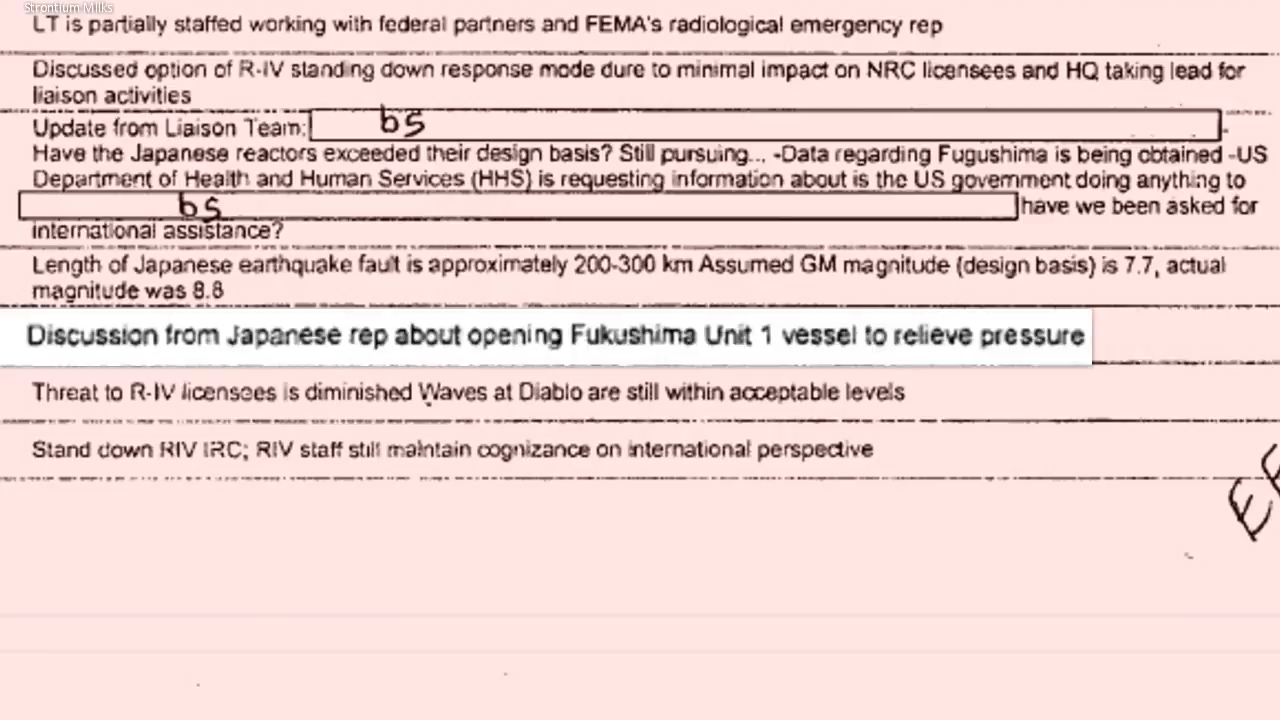 Strontium Milks
LT is partially staffed working with federal partners and FEMA's radiological emergency rep
Discussed option of R-IV standing down response mode dure to minimal impact on NRC licensees and HQ taking lead for
liaison activities
Update from Liaison Team: b5
Have the Japanese reactors exceeded their design basis? Still pursuing... -Data regarding Fugushima is being obtained -US
Department of Health and Human Services (HHS) is requesting information about is the US government doing anything to
b5 have we been asked for
international assistance?
Length of Japanese earthquake fault is approximately 200-300 km Assumed GM magnitude (design basis) is 7.7, actual
magnitude was 8.8
Discussion from Japanese rep about opening Fukushima Unit 1 vessel to relieve pressure
Threat to R-IV licensees is diminished Waves at Diablo are still within acceptable levels
Stand down RIV IRC; RIV staff still maintain cognizance on international perspective